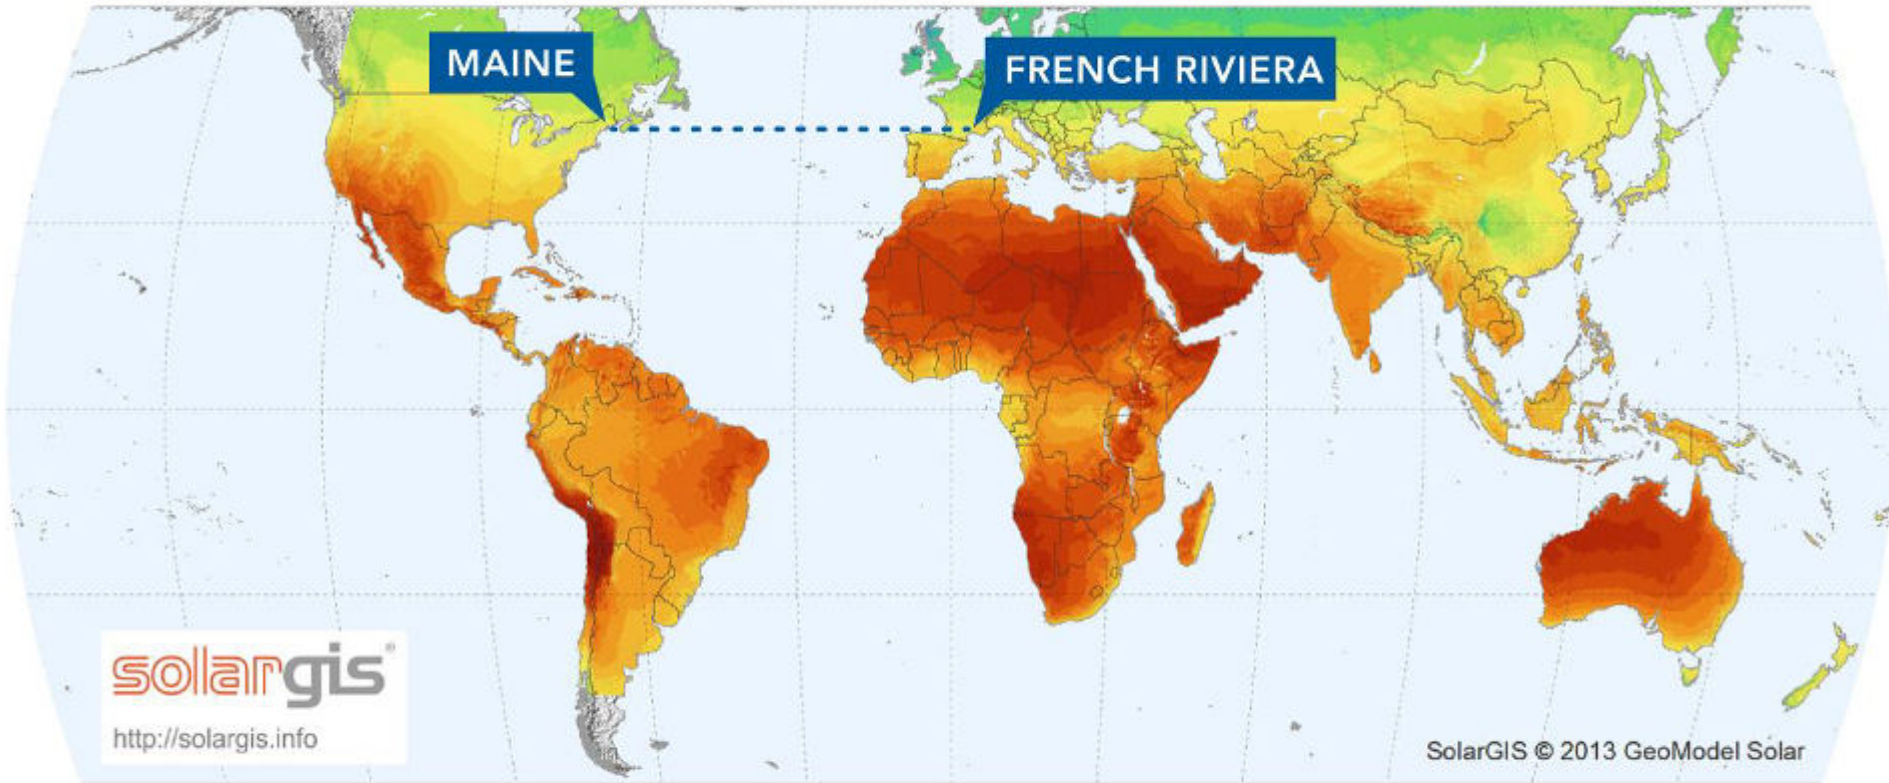 MAINE
FRENCH RIVIERA
solargis®
http://solargis.info
SolarGIS © 2013 GeoModel Solar